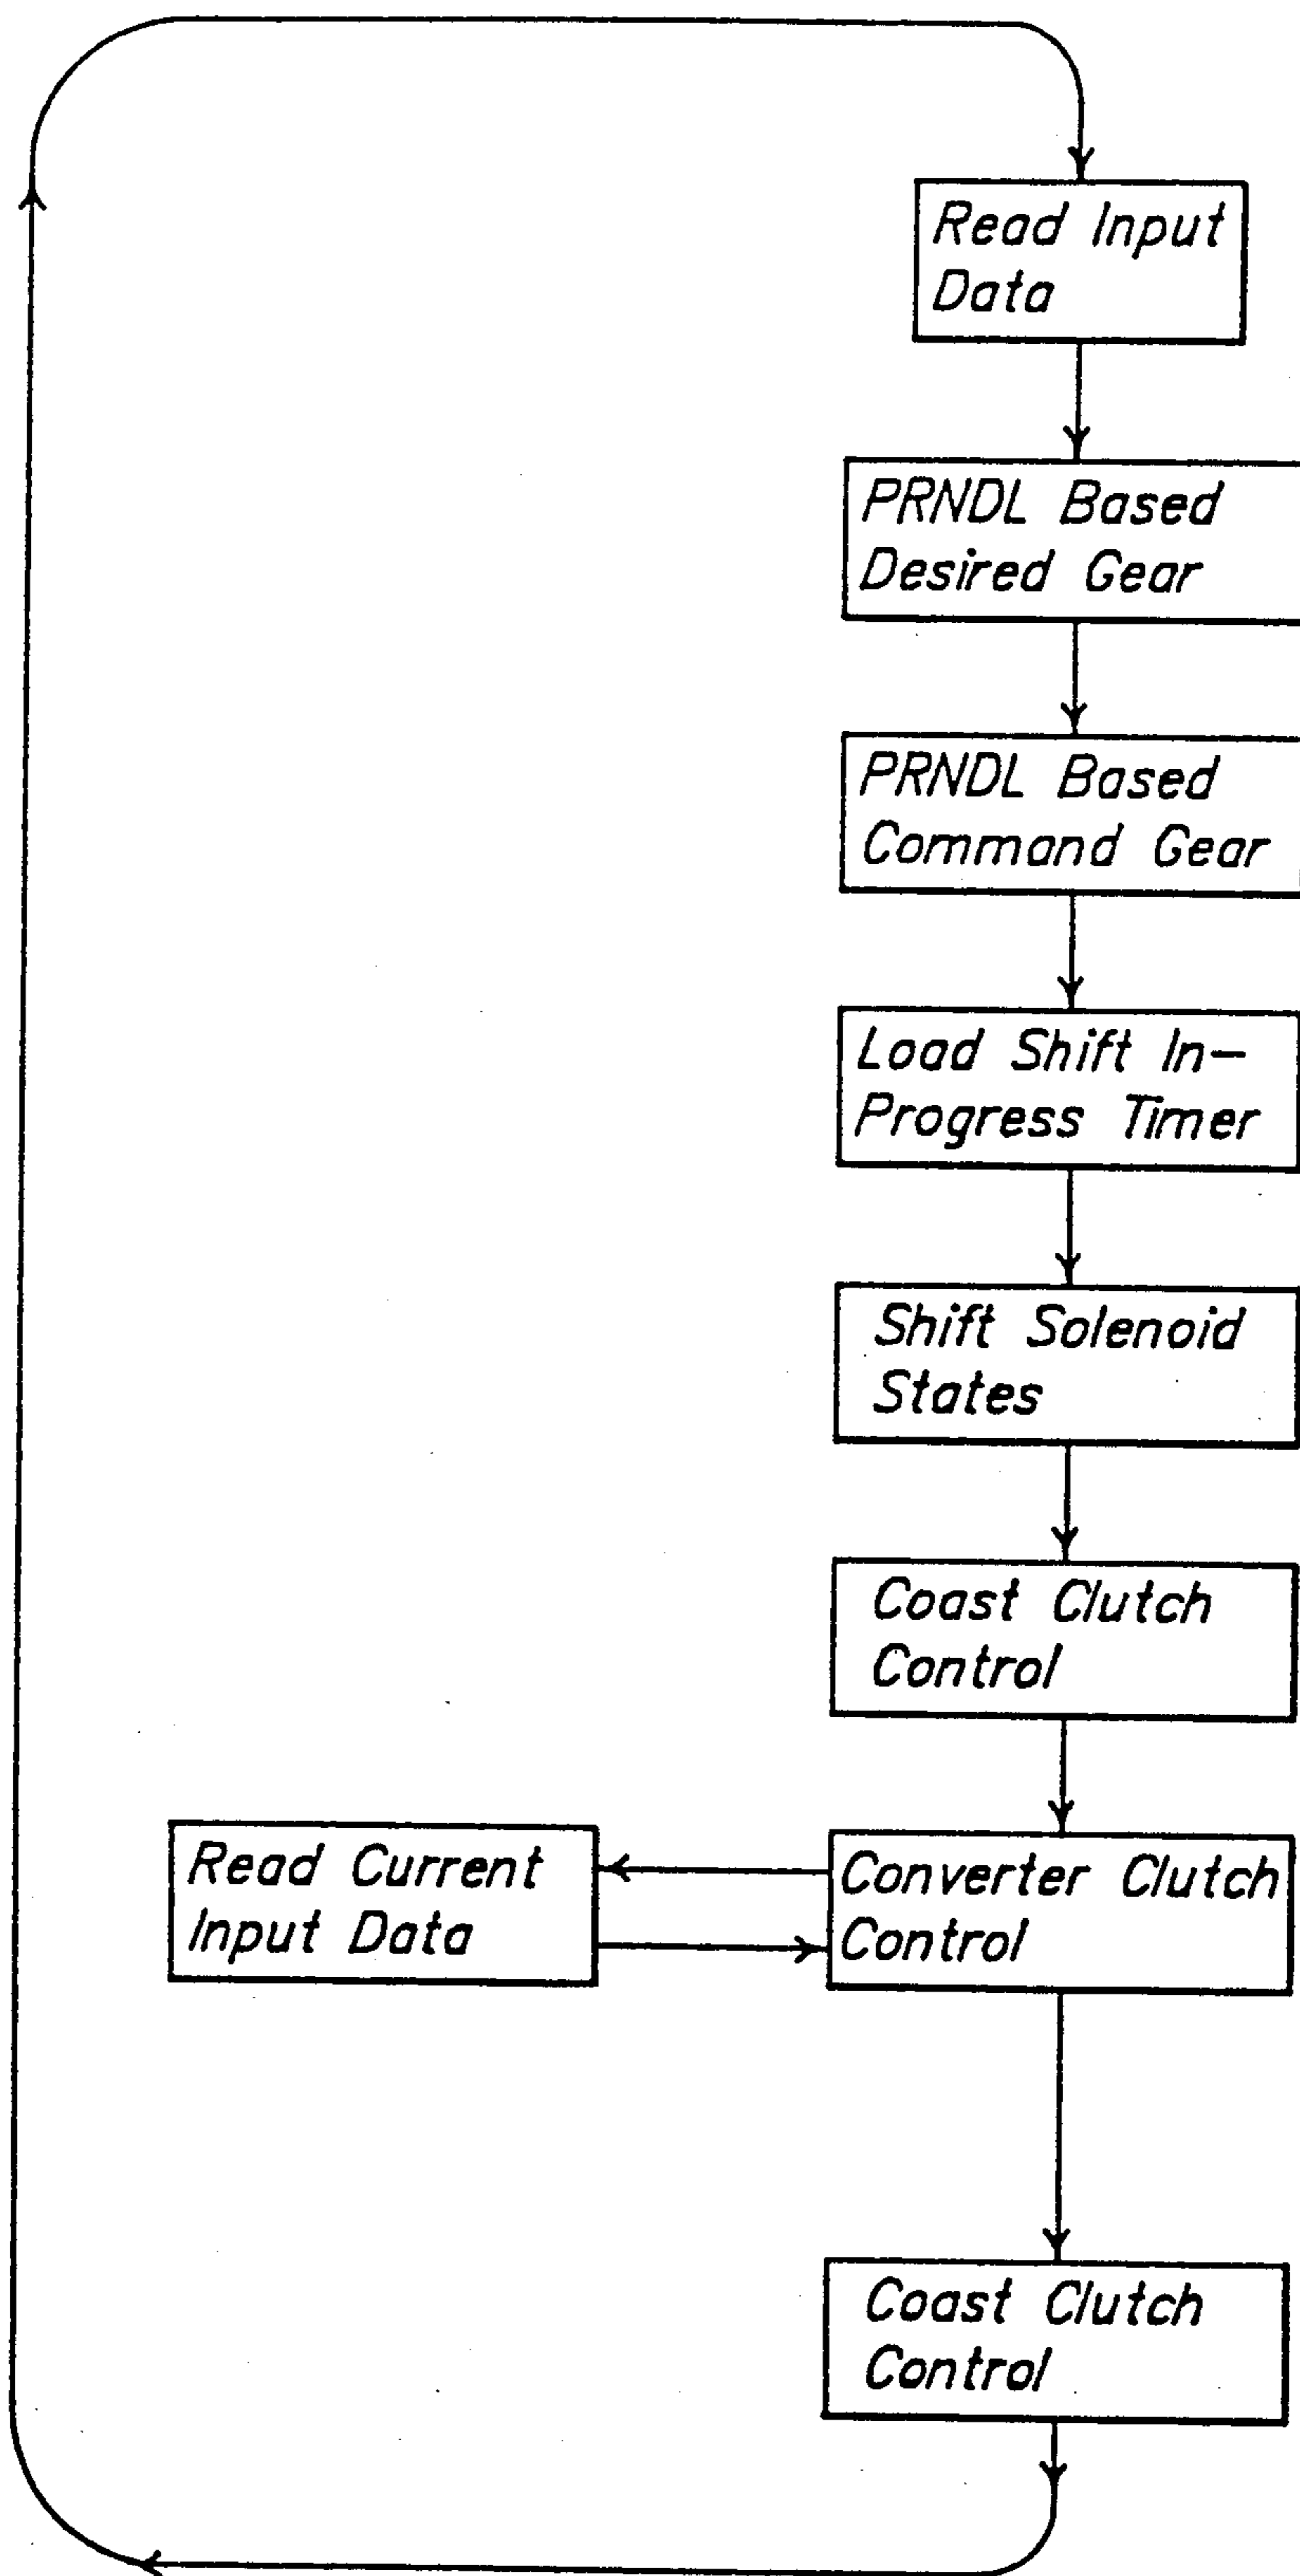 Read Input
Data
PRNDL Based
Desired Gear
PRNDL Based
Command Gear
Load Shift In-
Progress Timer
Shift Solenoid
States
Coast Clutch
Control
Read Current
Input Data
Converter Clutch
Control
Coast Clutch
Control